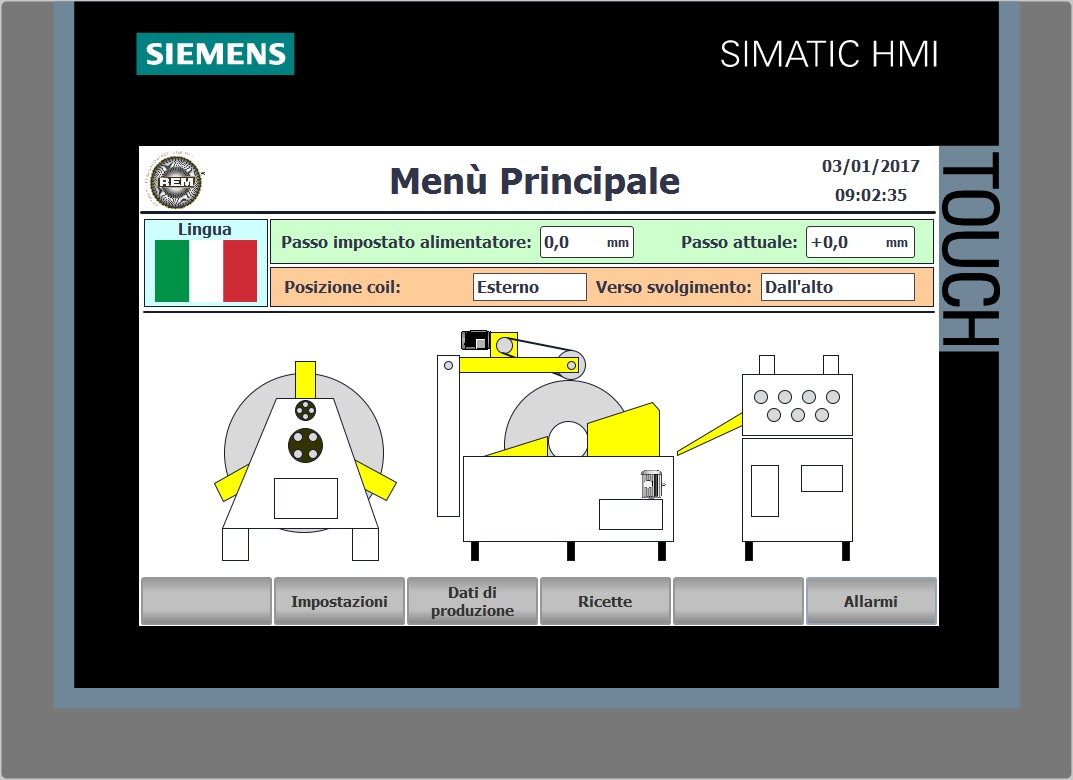 SIEMENS
SIMATIC HMI
TOUCH
REM
Menù Principale
03/01/2017
09:02:35
Lingua
Passo impostato alimentatore: 0,0 mm Passo attuale: +0,0 mm
Posizione coil: Esterno Verso svolgimento: Dall'alto
Impostazioni
Dati di
produzione
Ricette
Allarmi